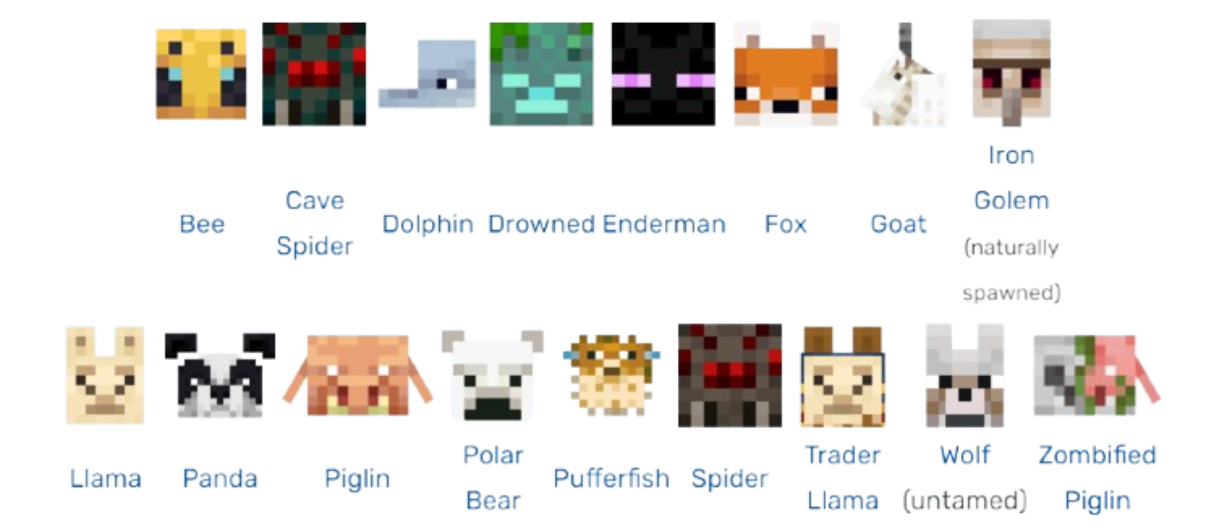 Bee
Cave
Spider
Dolphin
Drowned
Enderman
Fox
Goat
Iron
Golem
(naturally
spawned)
Llama
Panda
Piglin
Polar
Bear
Pufferfish
Spider
Trader
Llama
Wolf
(untamed)
Zombified
Piglin